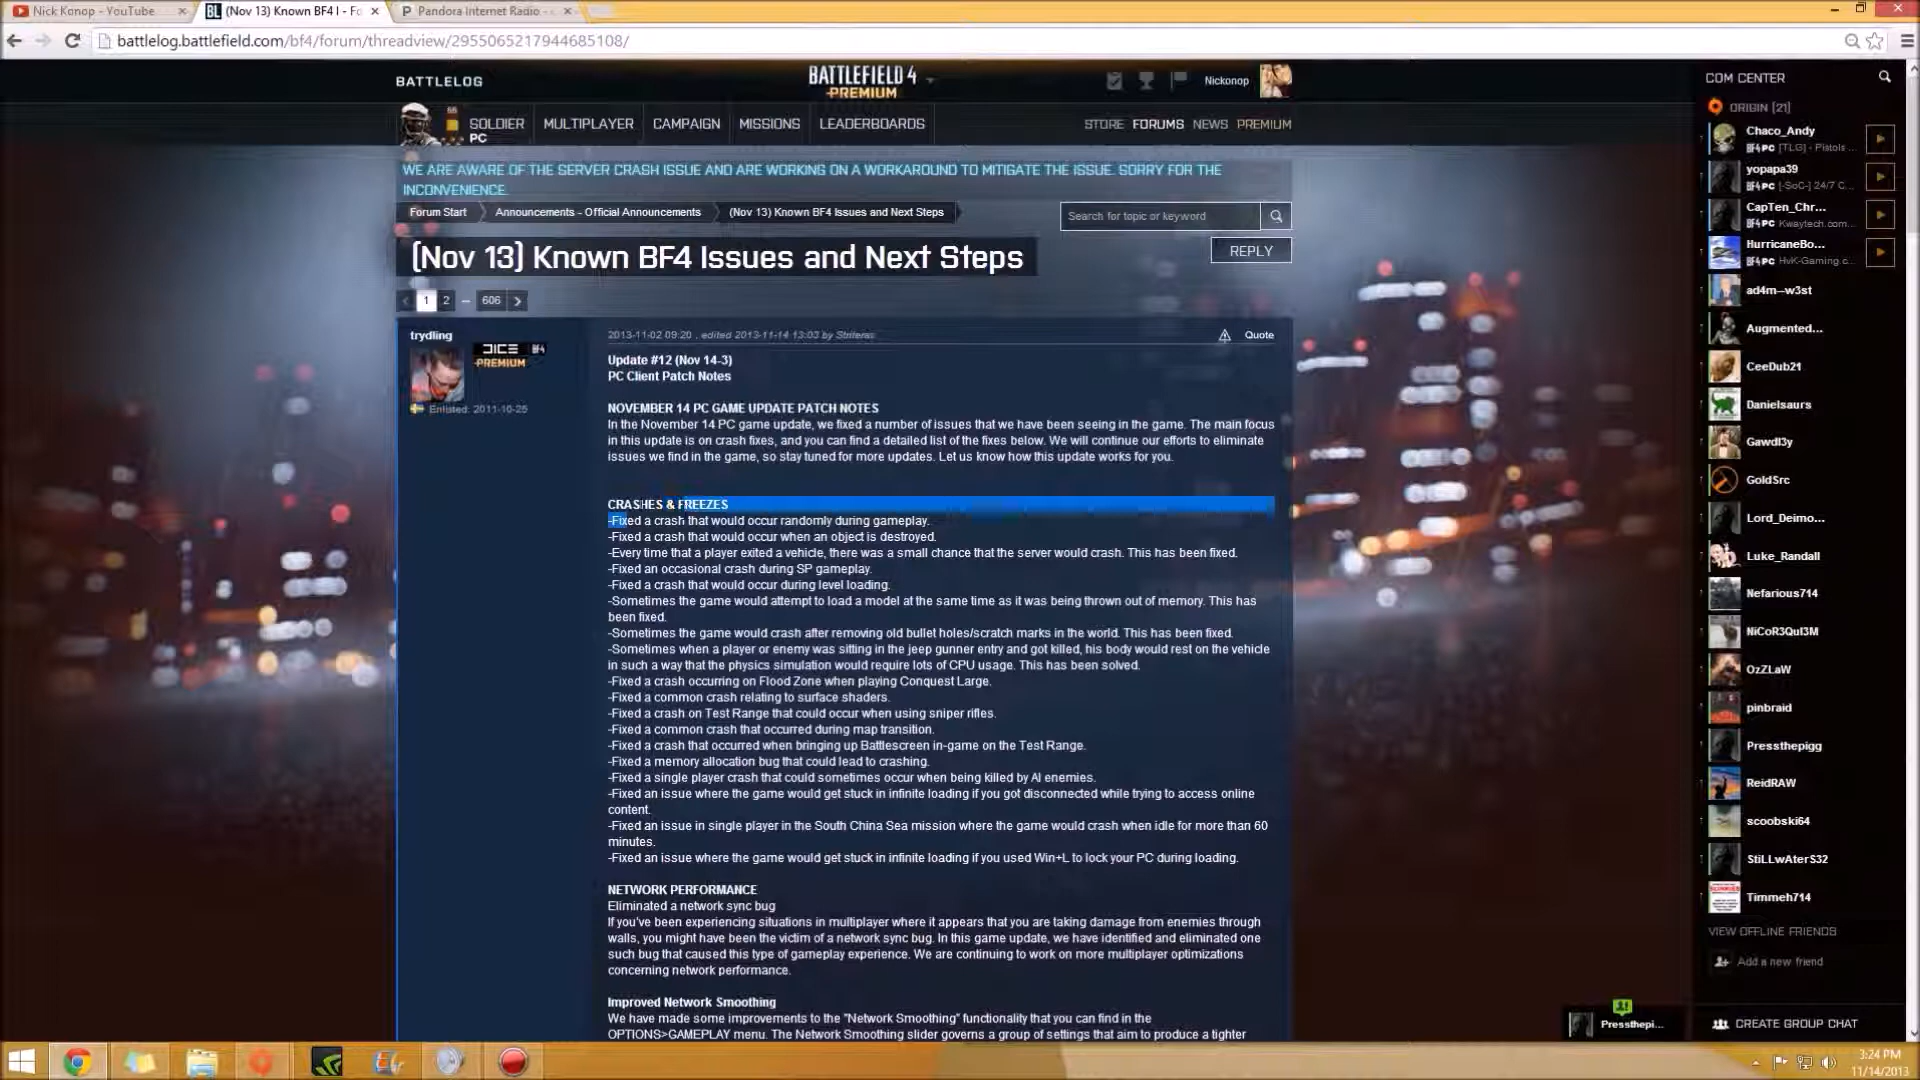 Nick Konop - YouTube
(Nov 13) Known BF4 I - Fo
Pandora Internet Radio -
battlelog.battlefield.com/bf4/forum/threadview/2955065217944685108/
BATTLELOG
BATTLEFIELD 4
PREMIUM
Nickonop
SOLDIER
PC
MULTIPLAYER
CAMPAIGN
MISSIONS
LEADERBOARDS
STORE
FORUMS
NEWS
PREMIUM
WE ARE AWARE OF THE SERVER CRASH ISSUE AND ARE WORKING ON A WORKAROUND TO MITIGATE THE ISSUE. SORRY FOR THE
INCONVENIENCE.
Forum Start
Announcements - Official Announcements
(Nov 13) Known BF4 Issues and Next Steps
Search for topic or keyword
(Nov 13) Known BF4 Issues and Next Steps
REPLY
1 2 ... 606
trydling
DICE BF4
PREMIUM
Enlisted: 2011-10-25
2013-11-02 09:20 , edited 2013-11-14 13:03 by Striteras
Quote
Update #12 (Nov 14-3)
PC Client Patch Notes
NOVEMBER 14 PC GAME UPDATE PATCH NOTES
In the November 14 PC game update, we fixed a number of issues that we have been seeing in the game. The main focus
in this update is on crash fixes, and you can find a detailed list of the fixes below. We will continue our efforts to eliminate
issues we find in the game, so stay tuned for more updates. Let us know how this update works for you.
CRASHES & FREEZES
-Fixed a crash that would occur randomly during gameplay.
-Fixed a crash that would occur when an object is destroyed.
-Every time that a player exited a vehicle, there was a small chance that the server would crash. This has been fixed.
-Fixed an occasional crash during SP gameplay.
-Fixed a crash that would occur during level loading.
-Sometimes the game would attempt to load a model at the same time as it was being thrown out of memory. This has
been fixed.
-Sometimes the game would crash after removing old bullet holes/scratch marks in the world. This has been fixed.
-Sometimes when a player or enemy was sitting in the jeep gunner entry and got killed, his body would rest on the vehicle
in such a way that the physics simulation would require lots of CPU usage. This has been solved.
-Fixed a crash occurring on Flood Zone when playing Conquest Large.
-Fixed a common crash relating to surface shaders.
-Fixed a crash on Test Range that could occur when using sniper rifles.
-Fixed a common crash that occurred during map transition.
-Fixed a crash that occurred when bringing up Battlescreen in-game on the Test Range.
-Fixed a memory allocation bug that could lead to crashing.
-Fixed a single player crash that could sometimes occur when being killed by AI enemies.
-Fixed an issue where the game would get stuck in infinite loading if you got disconnected while trying to access online
content.
-Fixed an issue in single player in the South China Sea mission where the game would crash when idle for more than 60
minutes.
-Fixed an issue where the game would get stuck in infinite loading if you used Win+L to lock your PC during loading.
NETWORK PERFORMANCE
Eliminated a network sync bug
If you've been experiencing situations in multiplayer where it appears that you are taking damage from enemies through
walls, you might have been the victim of a network sync bug. In this game update, we have identified and eliminated one
such bug that caused this type of gameplay experience. We are continuing to work on more multiplayer optimizations
concerning network performance.
Improved Network Smoothing
We have made some improvements to the "Network Smoothing" functionality that you can find in the
OPTIONS>GAMEPLAY menu. The Network Smoothing slider governs a group of settings that aim to produce a tighter
COM CENTER
ORIGIN [21]
Chaco_Andy
BF4 PC [TLG] - Pistols ...
yopapa39
BF4 PC [-SoC-] 24/7 C...
CapTen_Chr...
BF4 PC Kwaytech.com...
HurricaneBo...
BF4 PC HvK-Gaming.c...
ad4m--w3st
Augmented...
CeeDub21
Danielsaurs
Gawdl3y
GoldSrc
Lord_Deimo...
Luke_Randall
Nefarious714
NiCoR3Qul3M
OzZLaW
pinbraid
Pressthepigg
ReidRAW
scoobski64
StiLLwAterS32
Timmeh714
VIEW OFFLINE FRIENDS
Add a new friend
Pressthepi...
CREATE GROUP CHAT
3:24 PM
11/14/2013